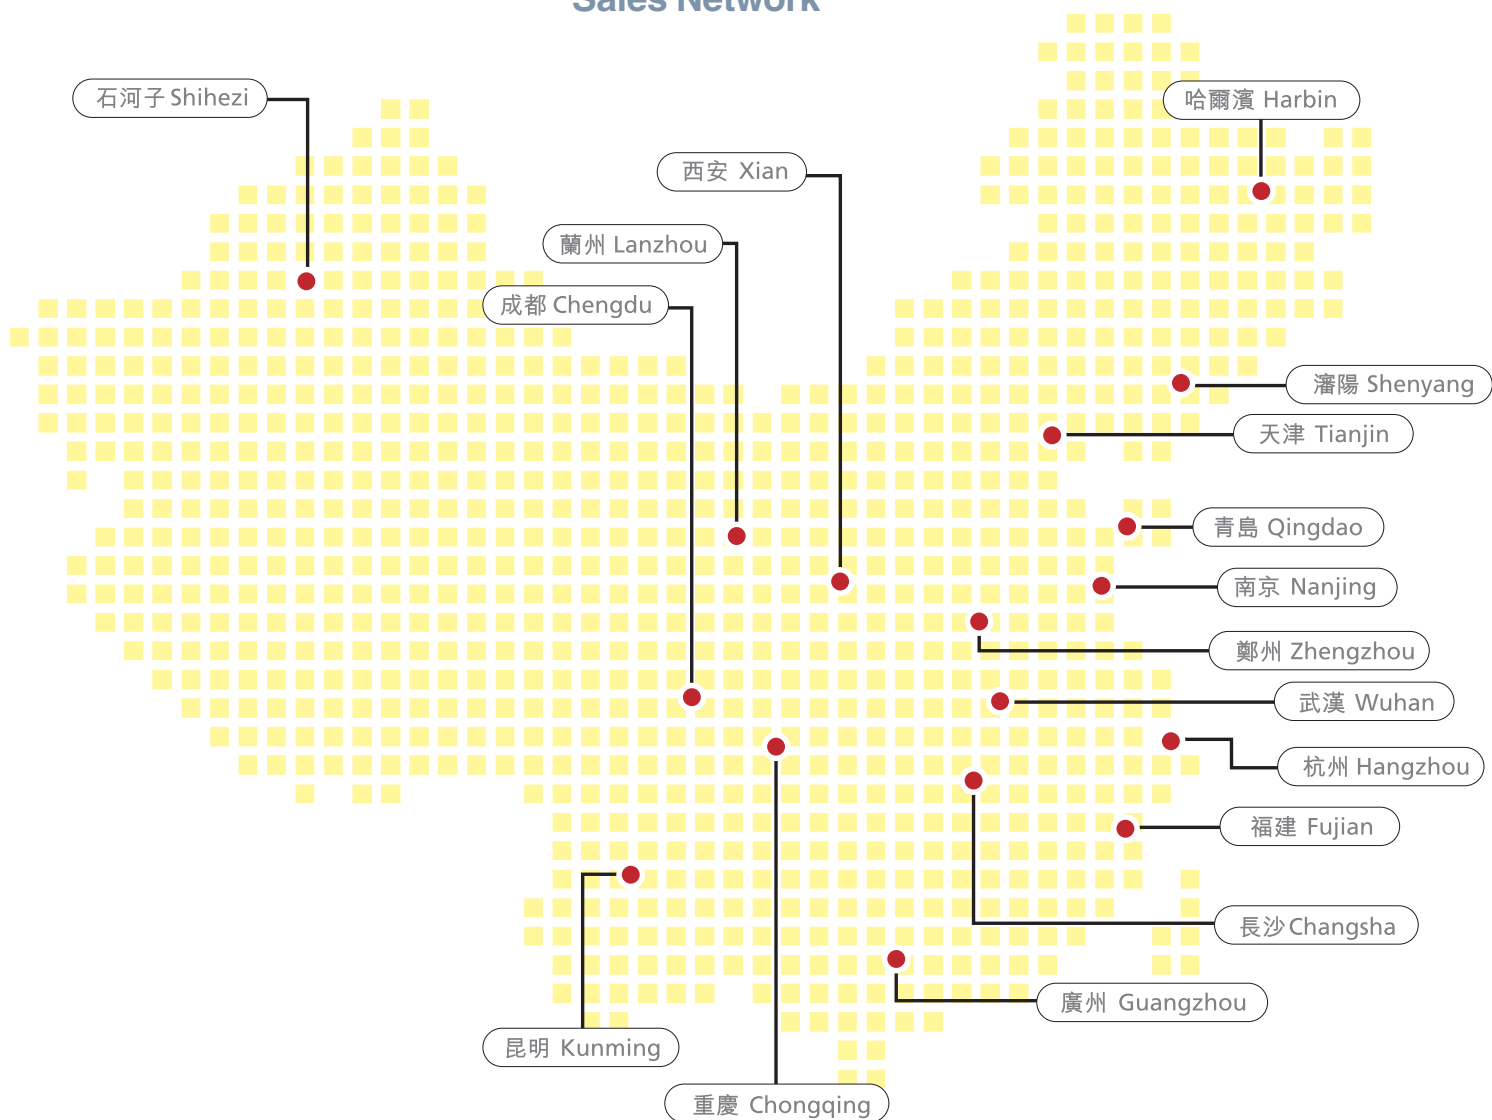 Sales Network
石河子 Shihezi
哈爾濱 Harbin
西安 Xian
蘭州 Lanzhou
成都 Chengdu
瀋陽 Shenyang
天津 Tianjin
青島 Qingdao
南京 Nanjing
鄭州 Zhengzhou
武漢 Wuhan
杭州 Hangzhou
福建 Fujian
長沙 Changsha
廣州 Guangzhou
昆明 Kunming
重慶 Chongqing